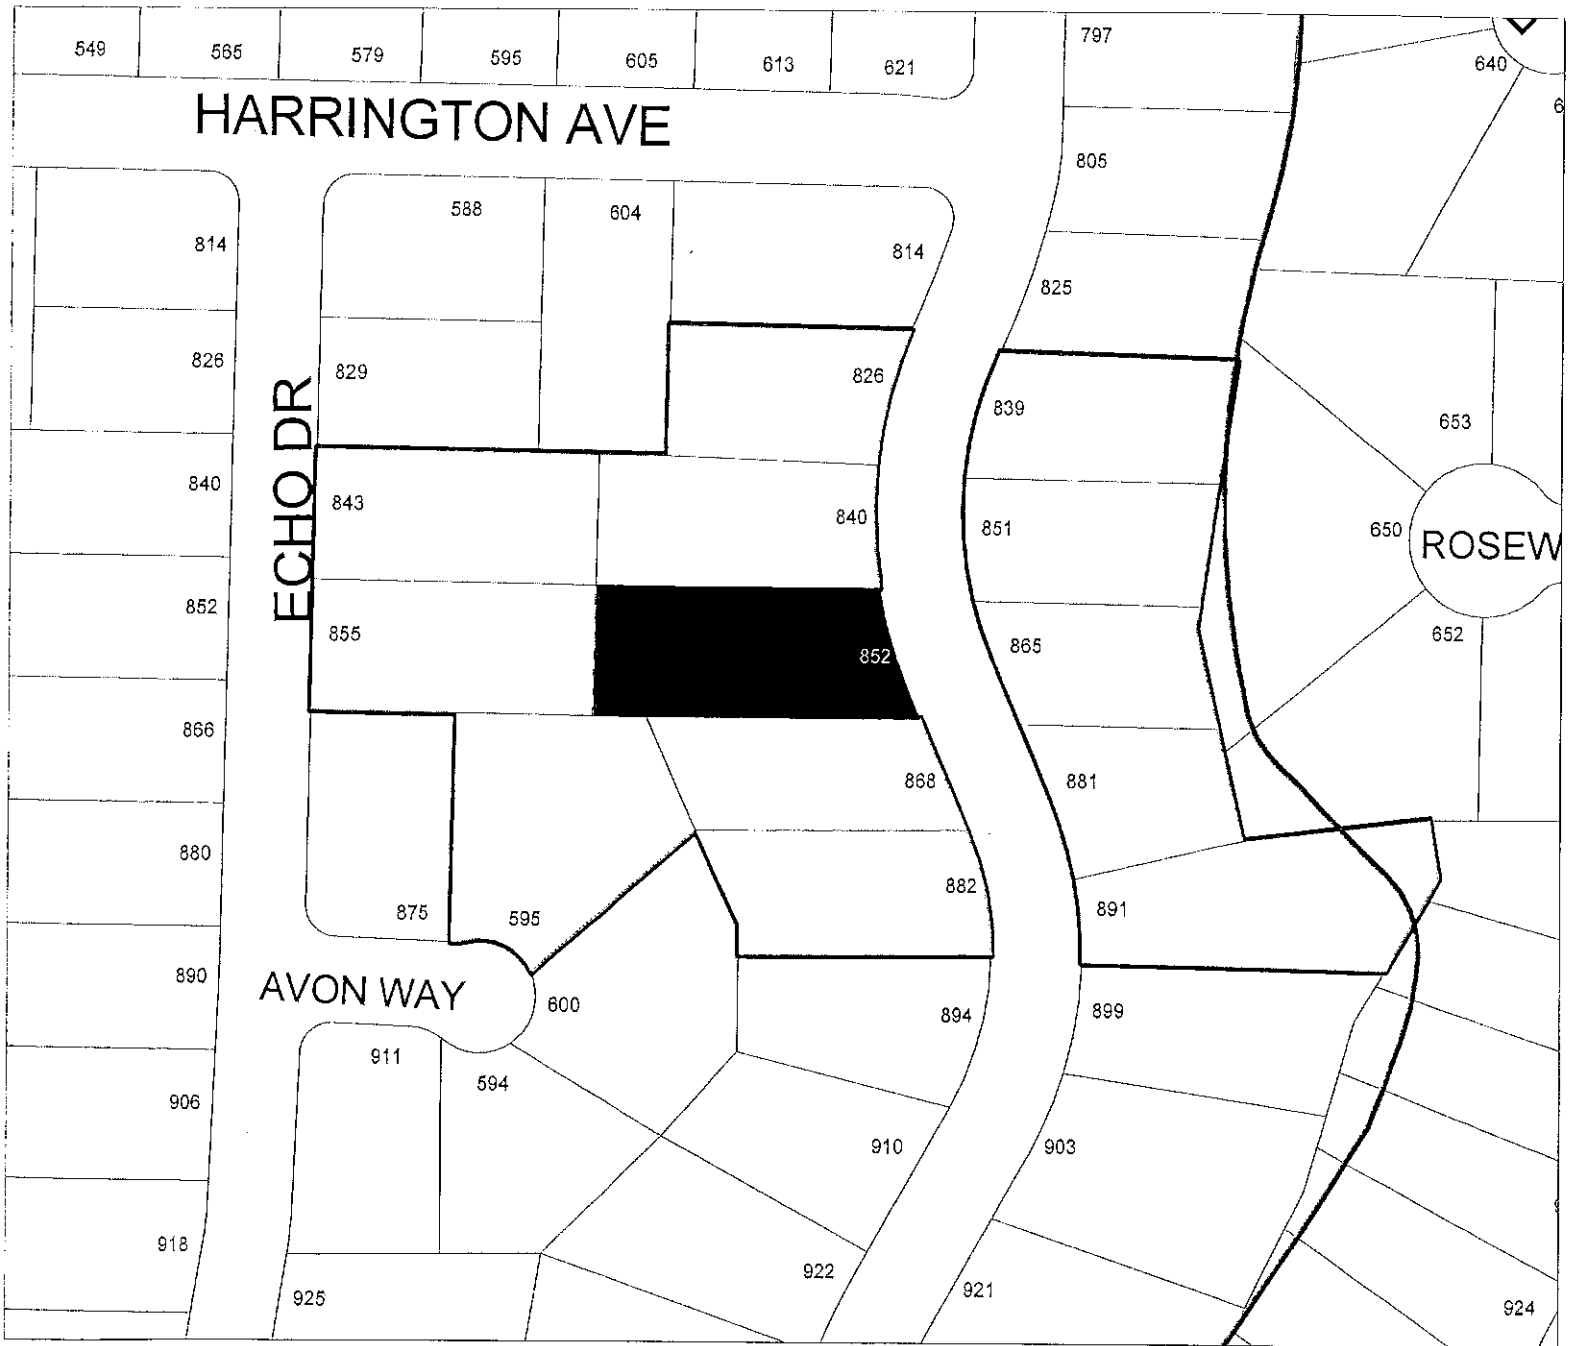 549 565 579 595 605 613 621 797 640
HARRINGTON AVE
805
588 604 814 814
825
826 829 826 839 653
ECHO DR
840 843 840 851 650 ROSEW
852 855 852 865 652
866 868 881
880 875 595 882 891
890 AVON WAY 600 894 899
911 594
906 910 903
918 922 921
925 924